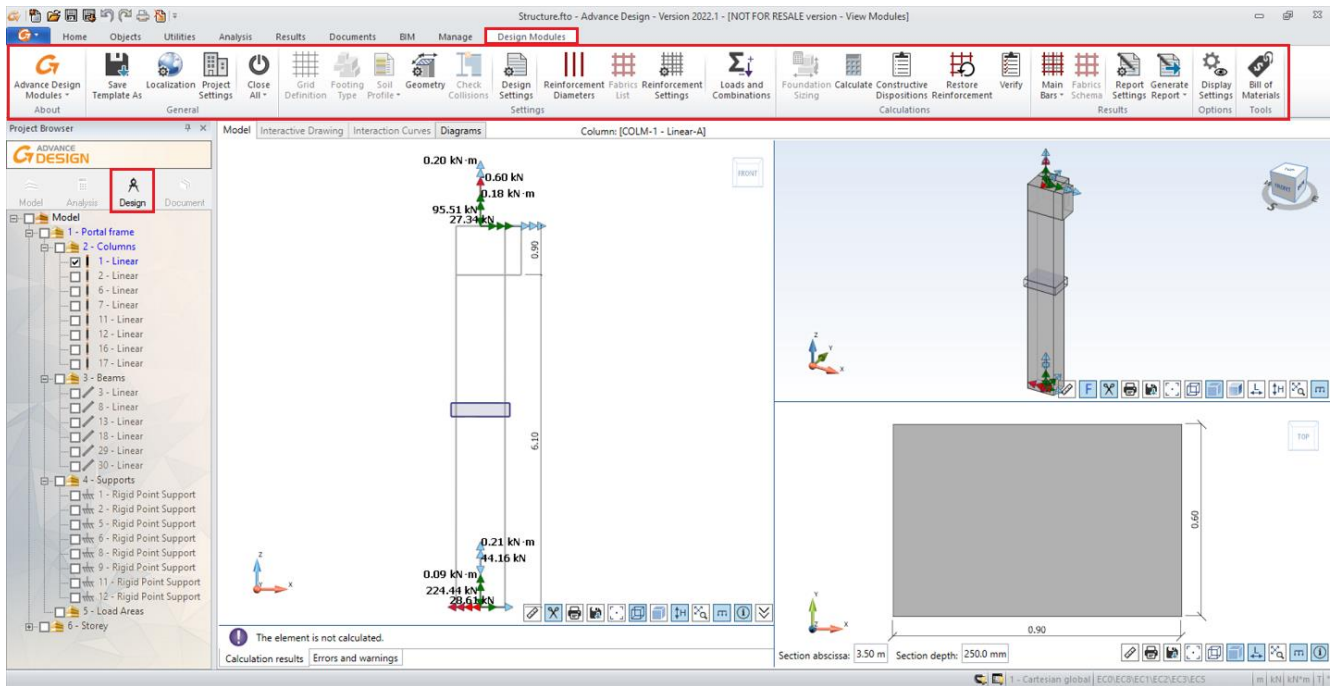 Structure.fto - Advance Design - Version 2022.1 - [NOT FOR RESALE version - View Modules]
Home Objects Utilities Analysis Results Documents BIM Manage Design Modules
Advance Design Modules
Save Template As
Localization
Project Settings
Close All
Grid Definition
Footing Type
Soil Profile
Geometry
Check Collisions
Design Settings
Reinforcement Diameters
Fabrics List
Reinforcement Settings
Loads and Combinations
Foundation Sizing
Calculate
Constructive Dispositions
Restore Reinforcement
Verify
Main Bars
Fabrics Schema
Report Settings
Generate Report
Display Settings
Bill of Materials
About General Settings Calculations Results Options Tools
Project Browser
Model Interactive Drawing Interaction Curves Diagrams
Column: [COLM-1 - Linear-A]
ADVANCE
DESIGN
Model Analysis Design Document
Model
1 - Portal frame
2 - Columns
1 - Linear
2 - Linear
6 - Linear
7 - Linear
11 - Linear
12 - Linear
16 - Linear
17 - Linear
3 - Beams
3 - Linear
8 - Linear
13 - Linear
18 - Linear
29 - Linear
30 - Linear
4 - Supports
1 - Rigid Point Support
2 - Rigid Point Support
5 - Rigid Point Support
6 - Rigid Point Support
8 - Rigid Point Support
9 - Rigid Point Support
11 - Rigid Point Support
12 - Rigid Point Support
5 - Load Areas
6 - Storey
0.20 kN·m
0.60 kN
0.18 kN·m
95.51 kN
27.34 kN
0.90
6.10
0.21 kN·m
44.16 kN
0.09 kN·m
224.44 kN
28.61 kN
FRONT
z
x
The element is not calculated.
Calculation results Errors and warnings
FRONT
z
y
x
TOP
0.60
0.90
Y
x
Section abscissa: 3.50 m Section depth: 250.0 mm
1 - Cartesian global EC0\EC8\EC1\EC2\EC3\EC5 m kN kN*m T